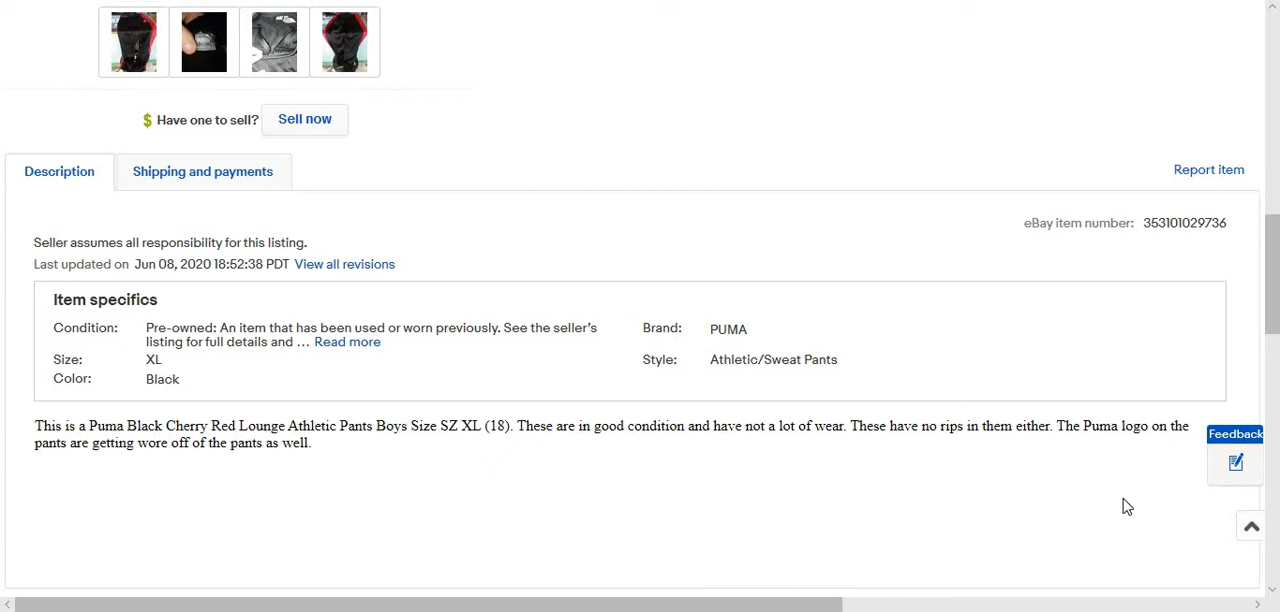 $ Have one to sell? Sell now
Description Shipping and payments Report item
eBay item number: 353101029736
Seller assumes all responsibility for this listing.
Last updated on Jun 08, 2020 18:52:38 PDT View all revisions
Item specifics
Condition: Pre-owned: An item that has been used or worn previously. See the seller's
listing for full details and ... Read more
Brand: PUMA
Size: XL
Style: Athletic/Sweat Pants
Color: Black
This is a Puma Black Cherry Red Lounge Athletic Pants Boys Size SZ XL (18). These are in good condition and have not a lot of wear. These have no rips in them either. The Puma logo on the
pants are getting wore off of the pants as well.
Feedback